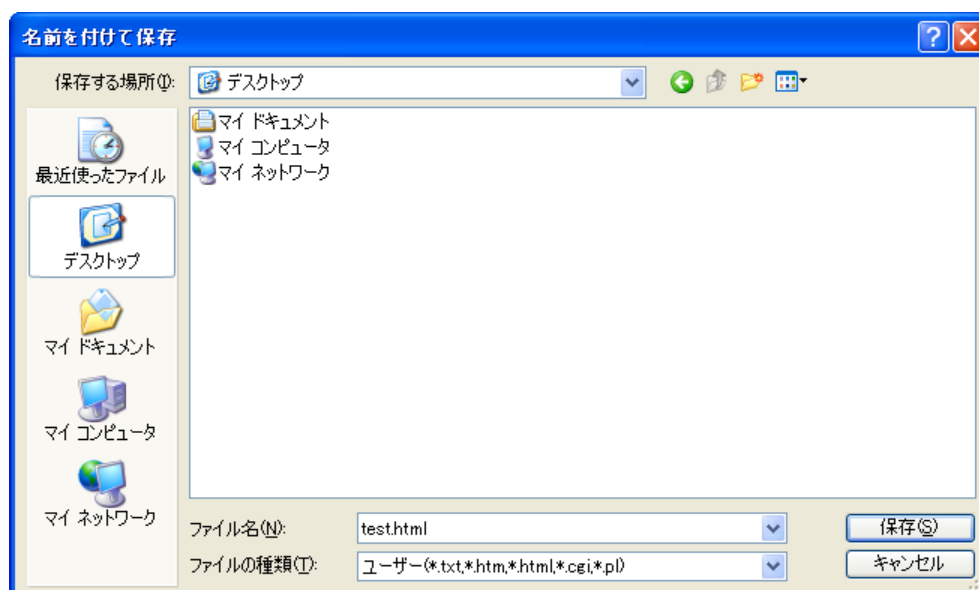 名前を付けて保存
保存する場所(I):
デスクトップ
最近使ったファイル
デスクトップ
マイ ドキュメント
マイ コンピュータ
マイ ネットワーク
マイ ドキュメント
マイ コンピュータ
マイ ネットワーク
ファイル名(N):
test.html
保存(S)
ファイルの種類(T):
ユーザー(*.txt,*.htm,*.html,*.cgi,*.pl)
キャンセル